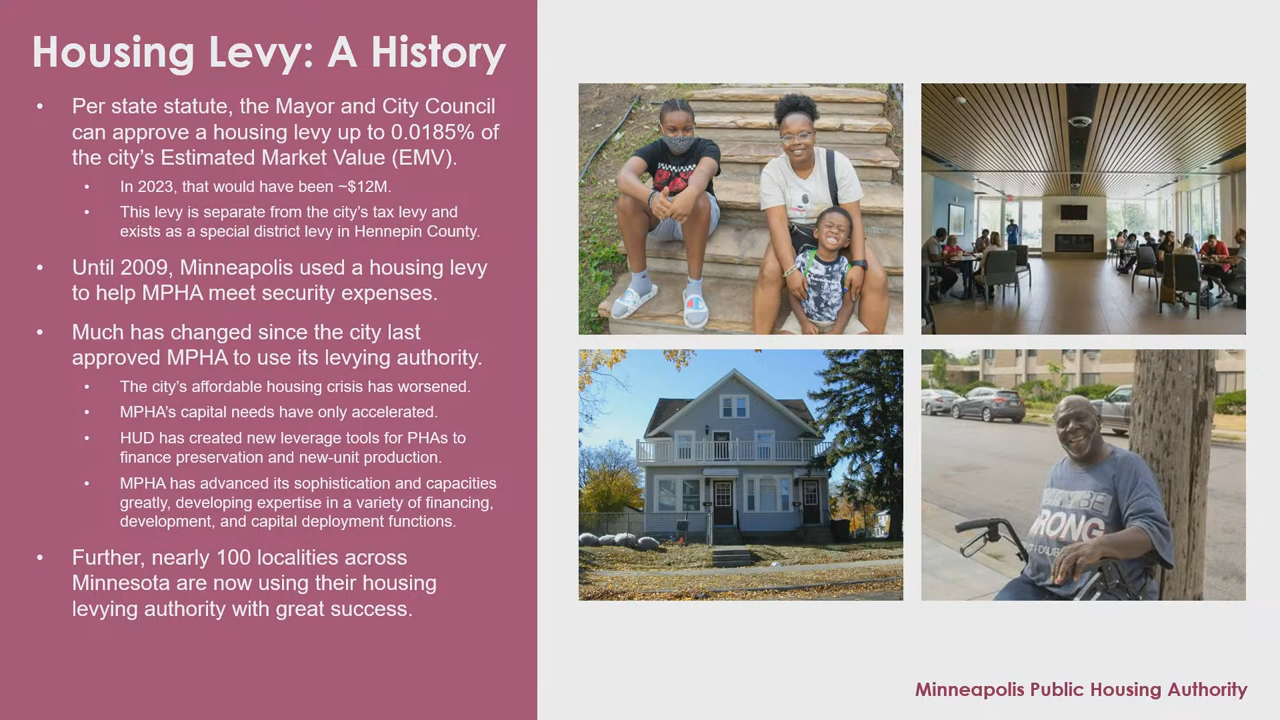 Housing Levy: A History
• Per state statute, the Mayor and City Council
can approve a housing levy up to 0.0185% of
the city's Estimated Market Value (EMV).
• In 2023, that would have been ~$12M.
• This levy is separate from the city's tax levy and
exists as a special district levy in Hennepin County.
• Until 2009, Minneapolis used a housing levy
to help MPHA meet security expenses.
• Much has changed since the city last
approved MPHA to use its levying authority.
• The city's affordable housing crisis has worsened.
• MPHA's capital needs have only accelerated.
• HUD has created new leverage tools for PHAs to
finance preservation and new-unit production.
• MPHA has advanced its sophistication and capacities
greatly, developing expertise in a variety of financing,
development, and capital deployment functions.
• Further, nearly 100 localities across
Minnesota are now using their housing
levying authority with great success.
Minneapolis Public Housing Authority